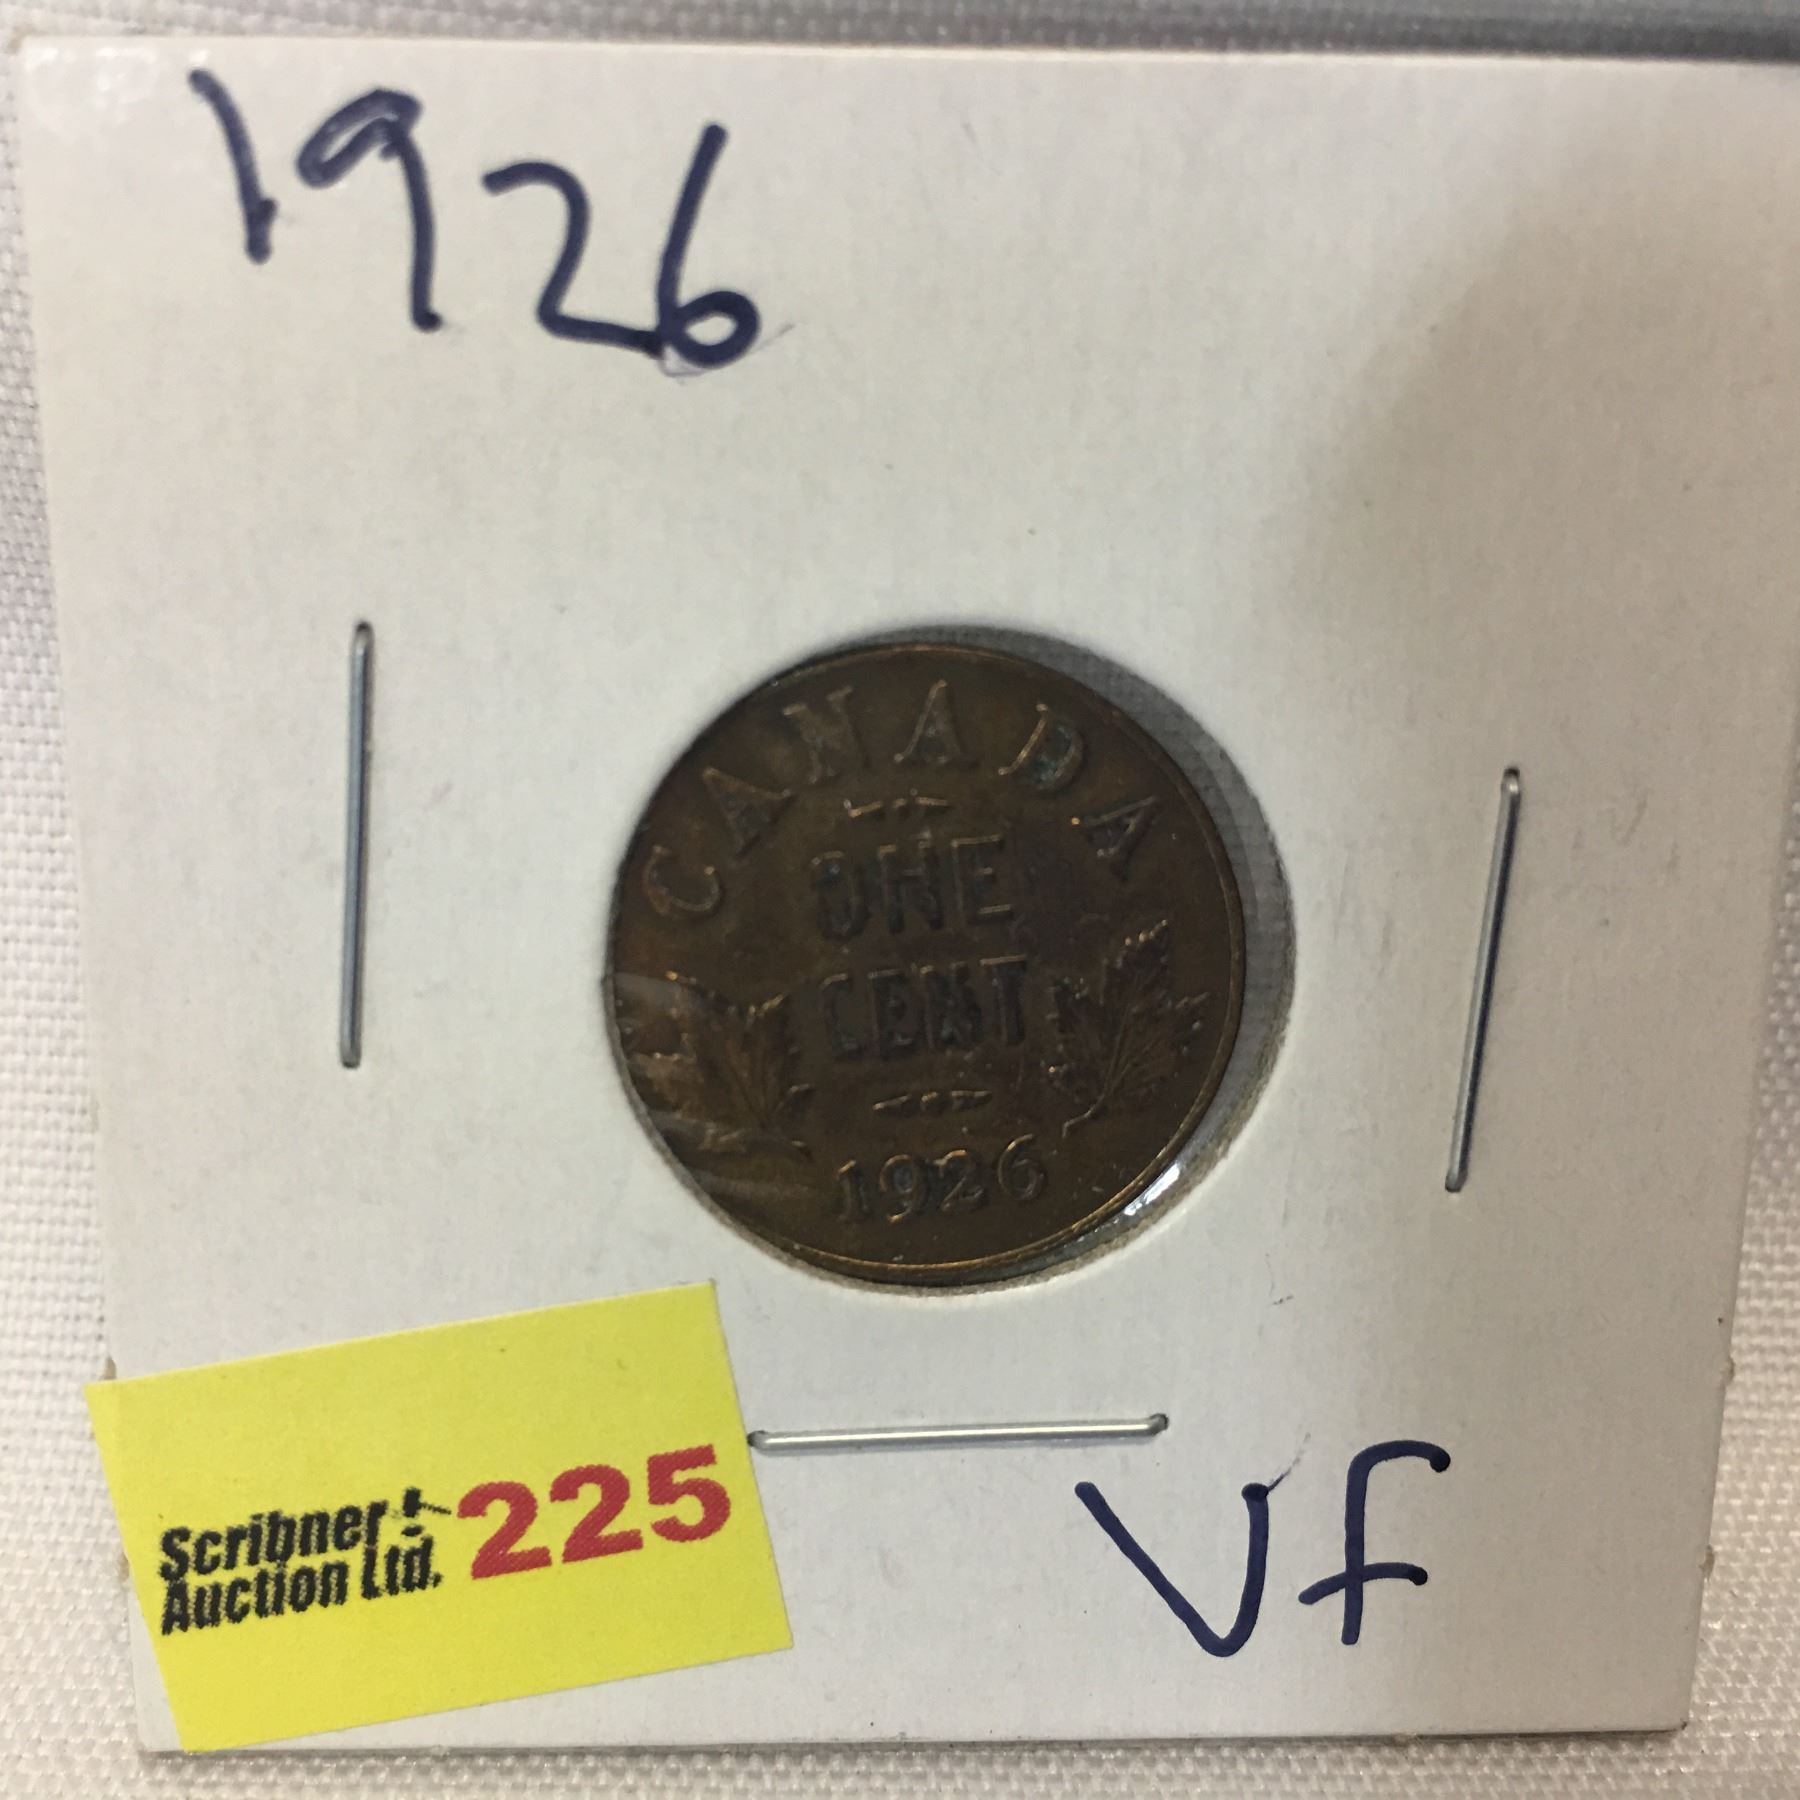 1926
CANADA
ONE
CENT
1926
Scribner
Auction Ltd.
225
Vf